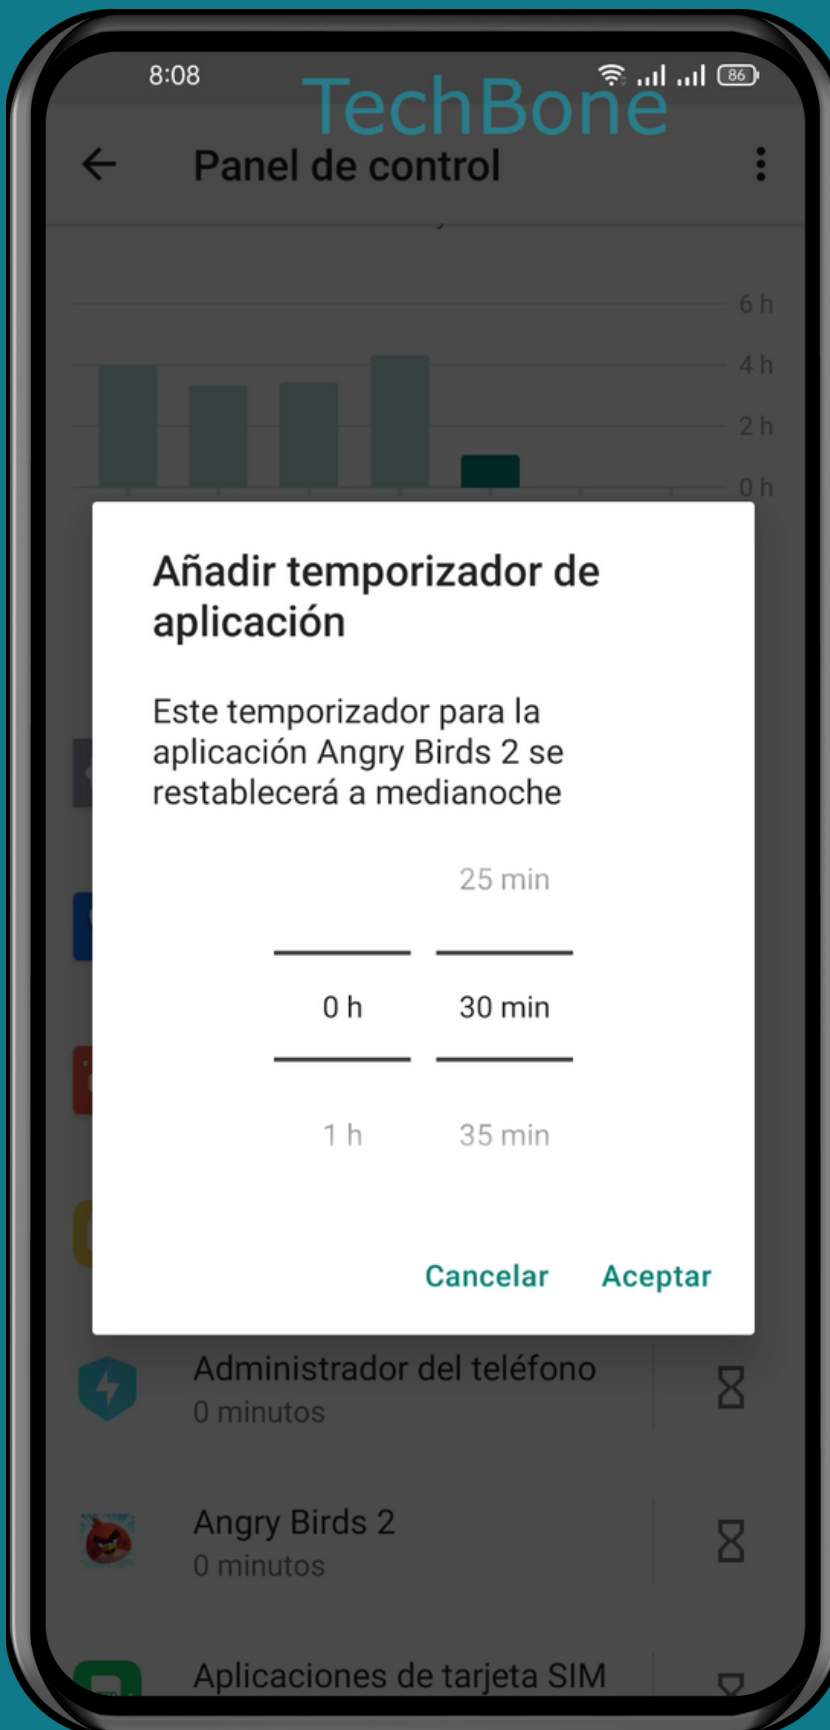 8:08
86
TechBone
Panel de control
6 h
4 h
2 h
0 h
Añadir temporizador de
aplicación
Este temporizador para la
aplicación Angry Birds 2 se
restablecerá a medianoche
25 min
0 h 30 min
1 h 35 min
Cancelar Aceptar
Administrador del teléfono
0 minutos
Angry Birds 2
0 minutos
Aplicaciones de tarjeta SIM